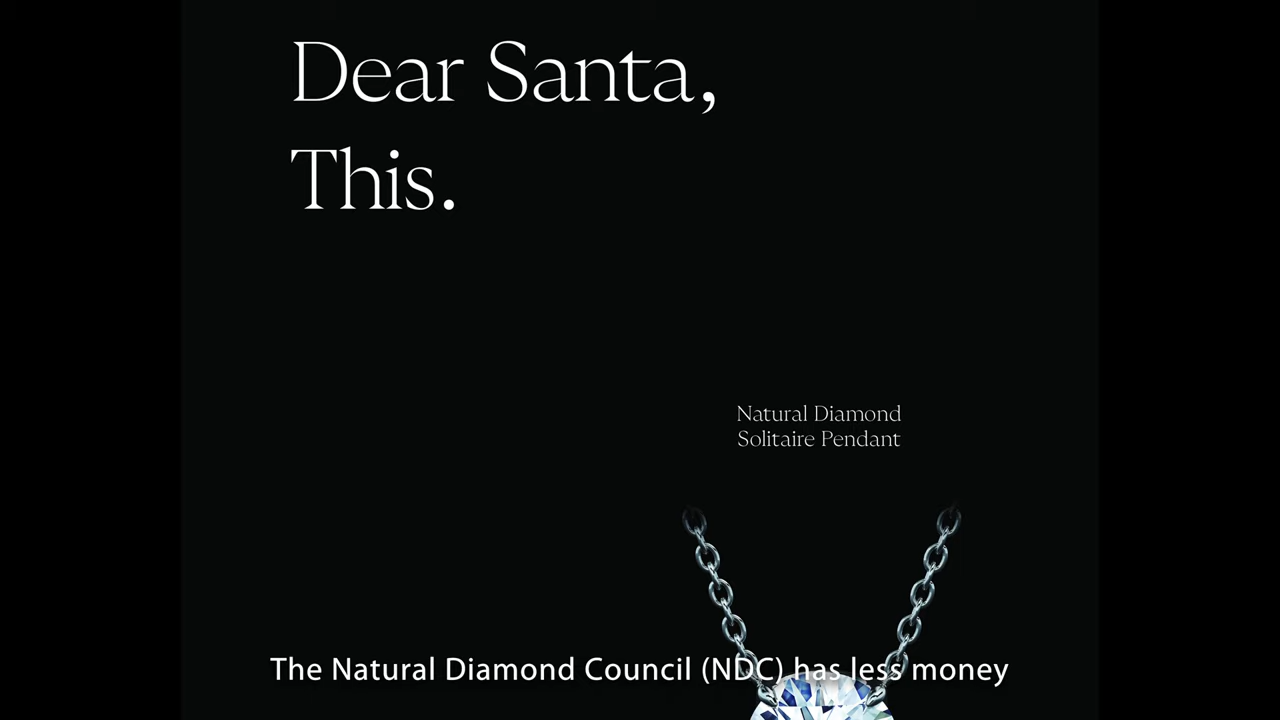 Dear Santa,
This.
Natural Diamond
Solitaire Pendant
The Natural Diamond Council (NDC) has less money